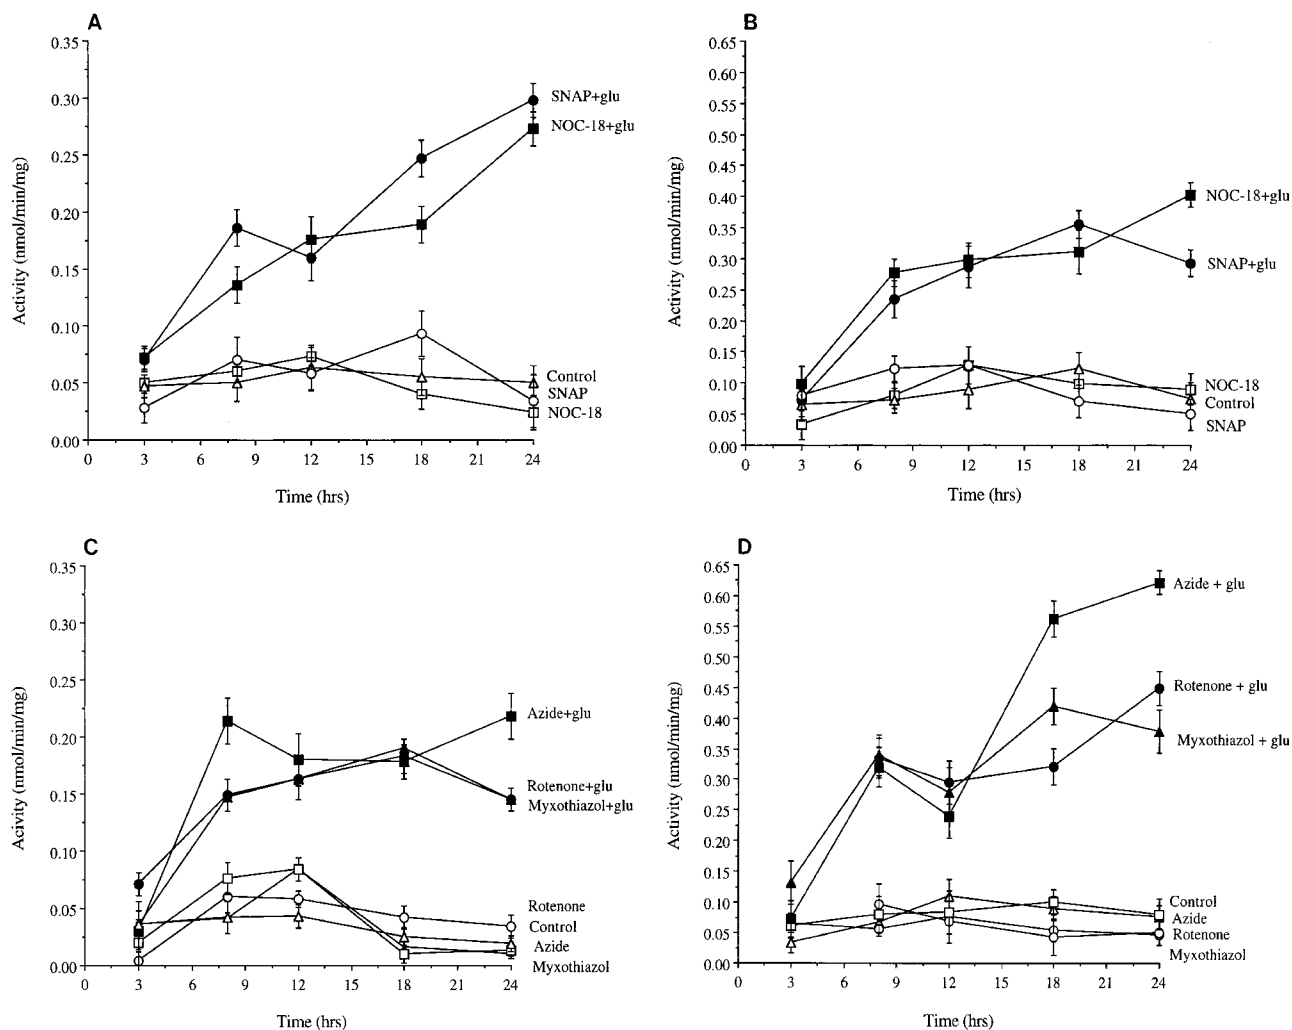 A
0.35
0.30
0.25
0.20
0.15
0.10
0.05
0.00
Activity (nmol/min/mg)
SNAP+glu
NOC-18+glu
Control
SNAP
NOC-18
0 3 6 9 12 15 18 21 24
Time (hrs)
B
0.65
0.60
0.55
0.50
0.45
0.40
0.35
0.30
0.25
0.20
0.15
0.10
0.05
0.00
Activity (nmol/min/mg)
NOC-18+glu
SNAP+glu
NOC-18
Control
SNAP
0 3 6 9 12 15 18 21 24
Time (hrs)
C
0.35
0.30
0.25
0.20
0.15
0.10
0.05
0.00
Acivity (nmol/min/mg)
Azide+glu
Rotenone+glu
Myxothiazol+glu
Rotenone
Control
Azide
Myxothiazol
0 3 6 9 12 15 18 21 24
Time (hrs)
D
0.65
0.60
0.55
0.50
0.45
0.40
0.35
0.30
0.25
0.20
0.15
0.10
0.05
0.00
Activity (nmol/min/mg)
Azide + glu
Rotenone + glu
Myxothiazol + glu
Control
Azide
Rotenone
Myxothiazol
0 3 6 9 12 15 18 21 24
Time (hrs)